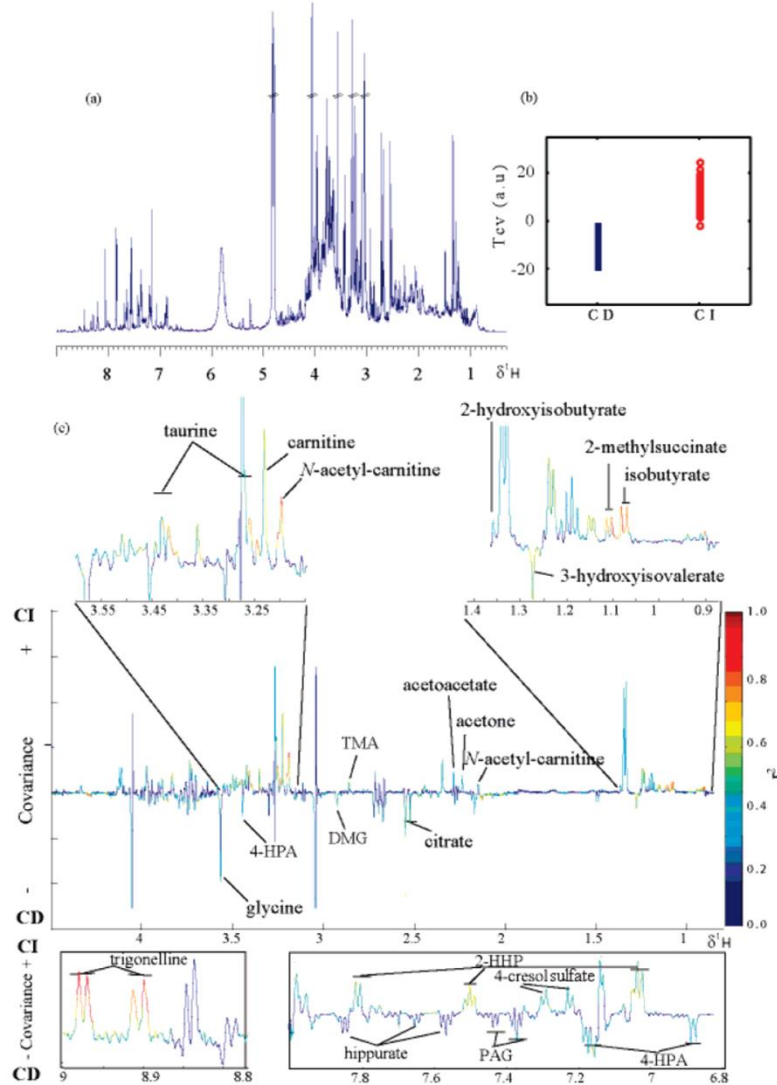 (a)
(b)
Tcv (a.u)
20
0
-20
C D
C I
8 7 6 5 4 3 2 1 δ¹H
(c)
taurine
carnitine
N-acetyl-carnitine
2-hydroxyisobutyrate
2-methylsuccinate
isobutyrate
3-hydroxyisovalerate
3.55 3.45 3.35 3.25
1.4 1.3 1.2 1.1 1 0.9
CI
+
Covariance
-
CD
acetoacetate
acetone
N-acetyl-carnitine
TMA
DMG
4-HPA
glycine
citrate
1.0
0.8
0.6
0.4
0.2
0
r²
4 3.5 3 2.5 2 1.5 1 δ¹H
CI
- Covariance +
CD
trigonelline
9 8.9 8.8
2-HHP
4-cresol sulfate
hippurate
PAG
4-HPA
7.8 7.6 7.4 7.2 7 6.8